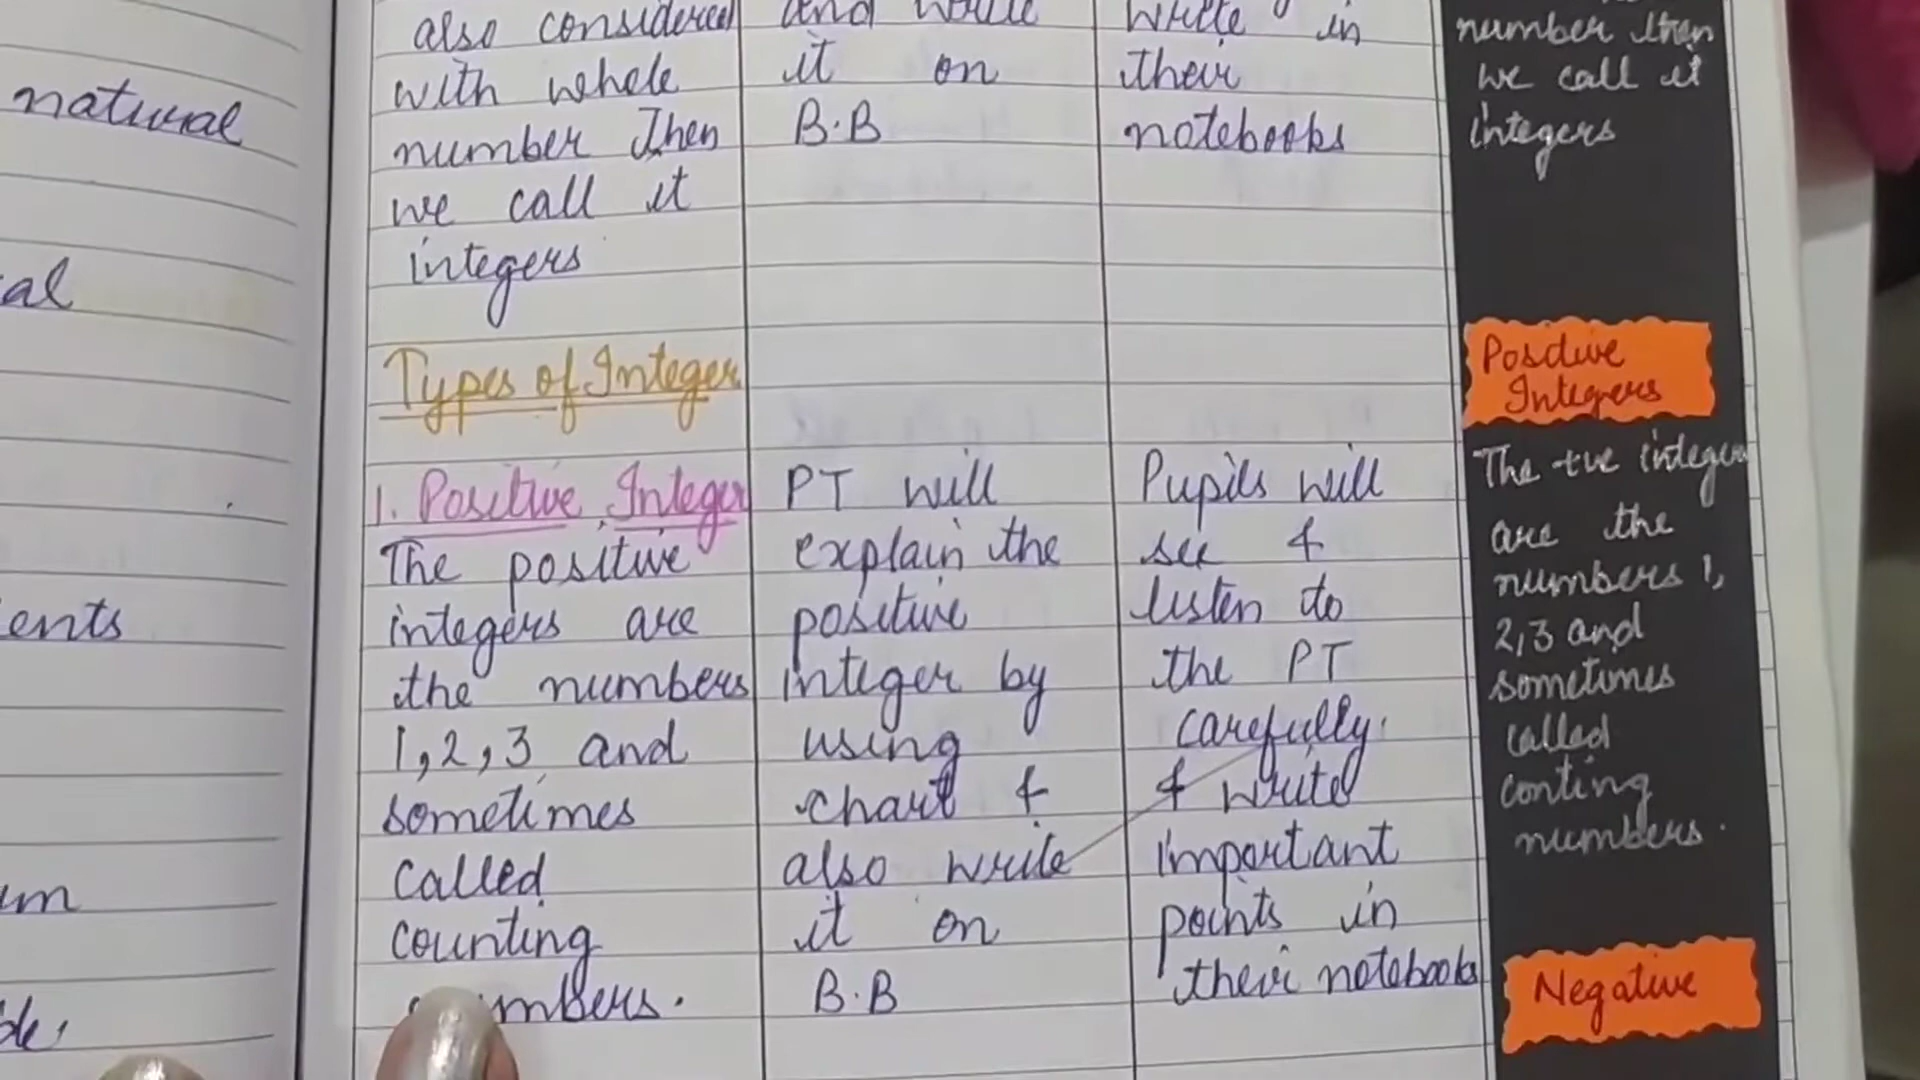 natural
al
ents
um
also considered
with whole
number Then
we call it
integers
Types of Integer
1. Positive Integer
The positive
integers are
the numbers
1,2,3 and
sometimes
called
counting
mbers.
and write
it on
B.B
PT will
explain the
positive
integer by
using
chart &
also write
it on
B.B
write in
their
notebooks
Pupils will
see &
listen to
the PT
carefully.
& write
important
points in
their notebooks
number then
we call it
integers
Positive
Integers
The +ve integer
are the
numbers 1,
2,3 and
sometimes
called
conting
numbers.
Negative